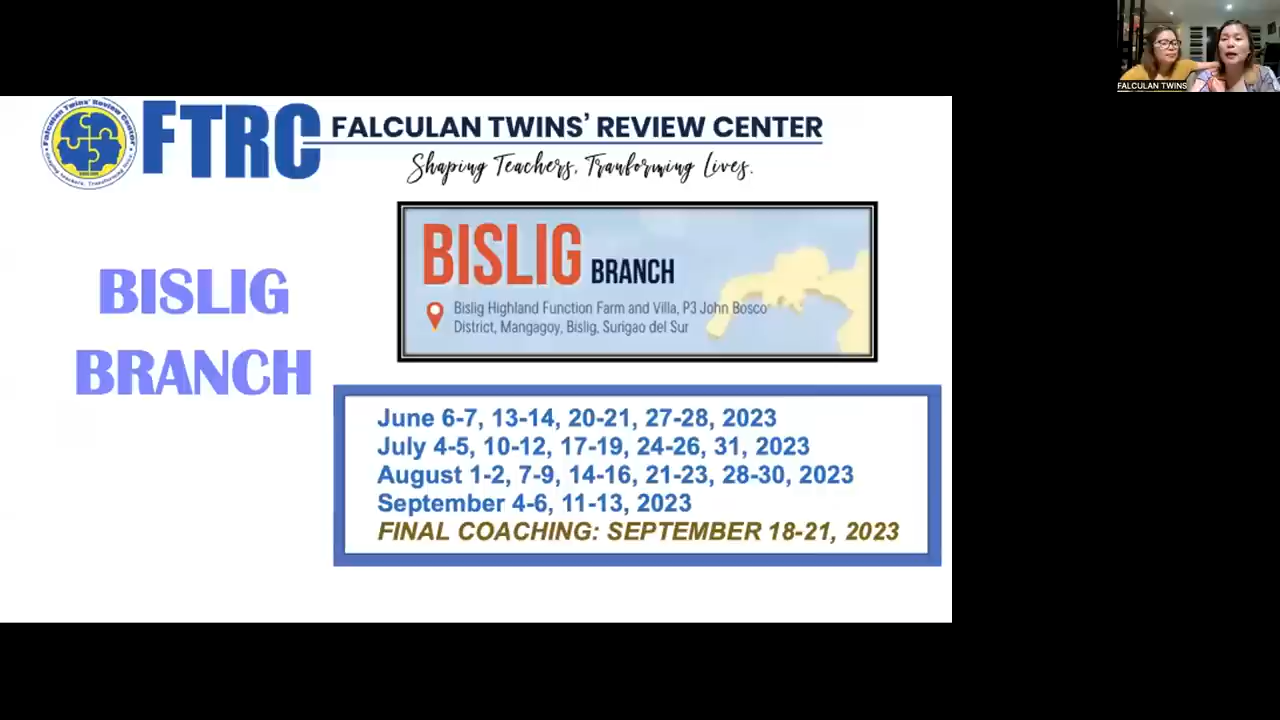 FALCULAN TWINS
FTRC
FALCULAN TWINS' REVIEW CENTER
Shaping Teachers, Tranforming Lives.
BISLIG
BRANCH
BISLIG BRANCH
Bislig Highland Function Farm and Villa, P3 John Bosco
District, Mangagoy, Bislig, Surigao del Sur
June 6-7, 13-14, 20-21, 27-28, 2023
July 4-5, 10-12, 17-19, 24-26, 31, 2023
August 1-2, 7-9, 14-16, 21-23, 28-30, 2023
September 4-6, 11-13, 2023
FINAL COACHING: SEPTEMBER 18-21, 2023